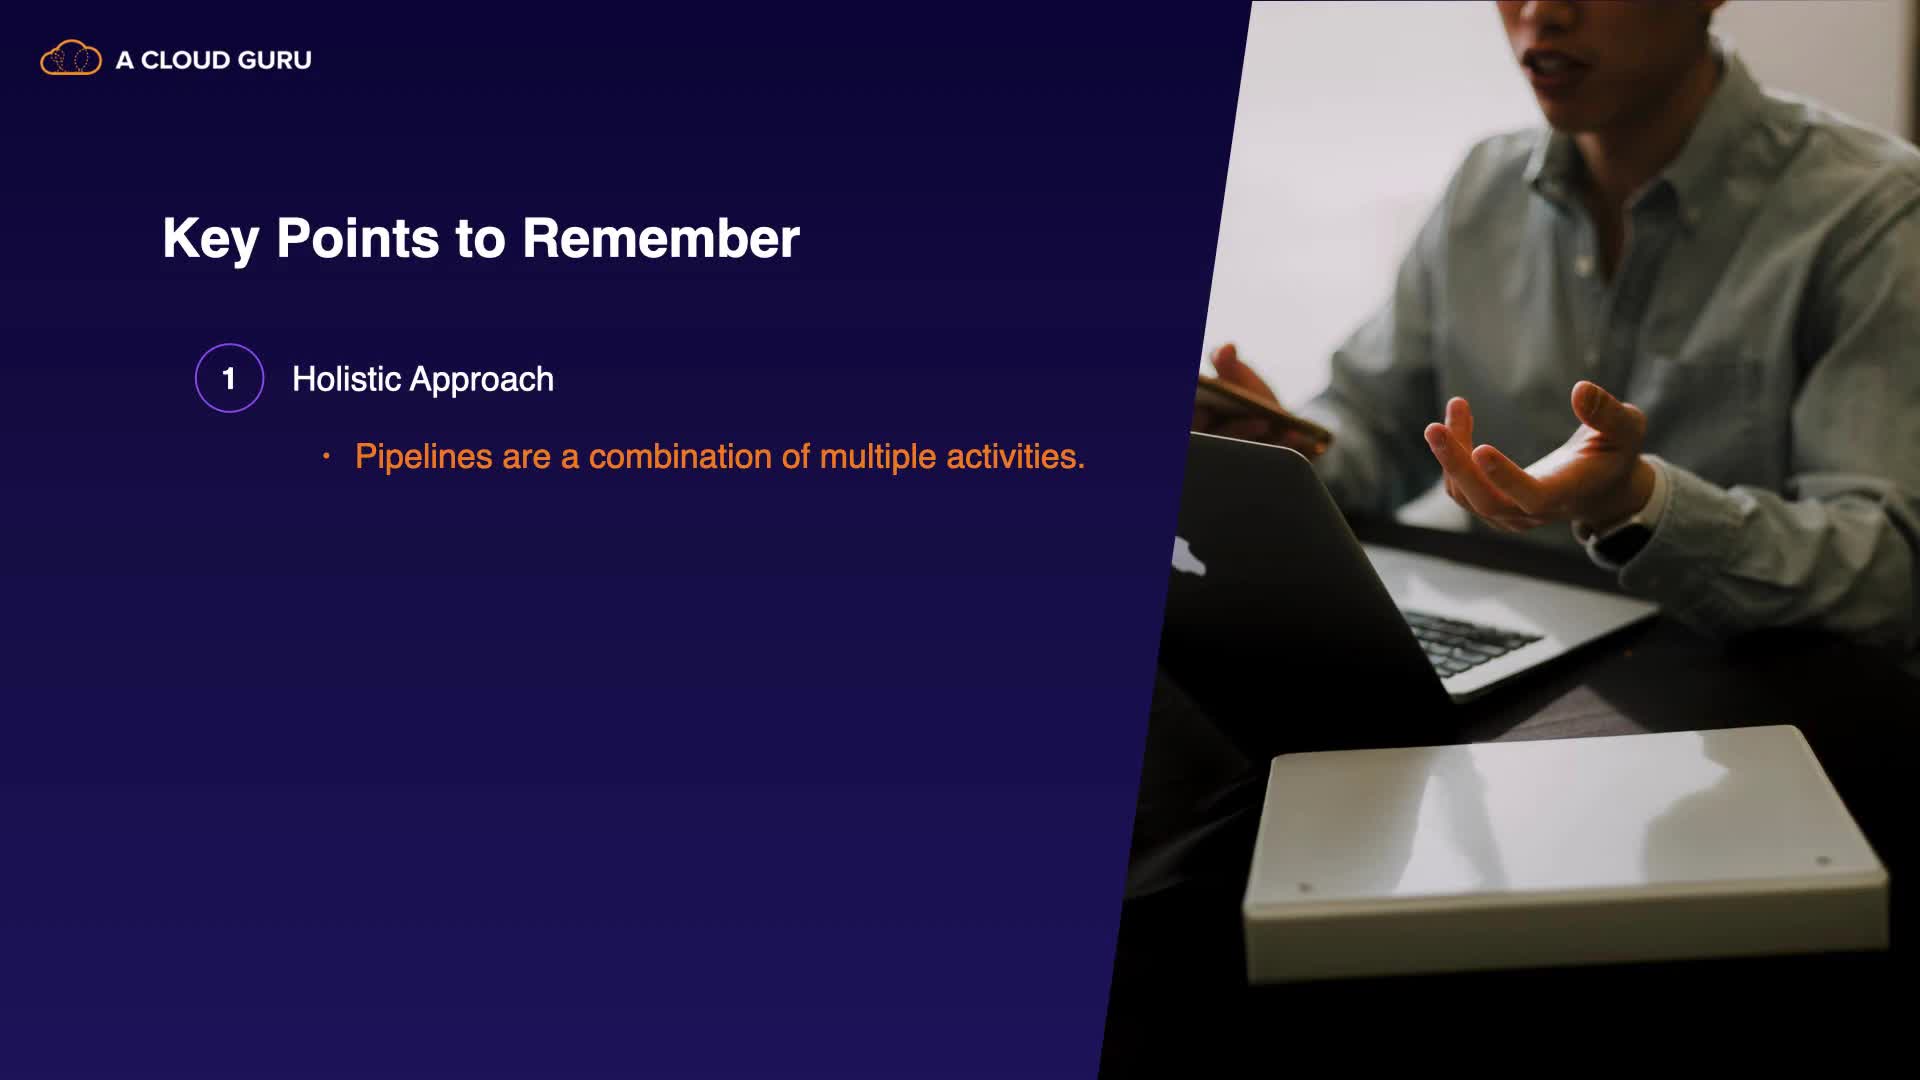 A CLOUD GURU
Key Points to Remember
1 Holistic Approach
· Pipelines are a combination of multiple activities.